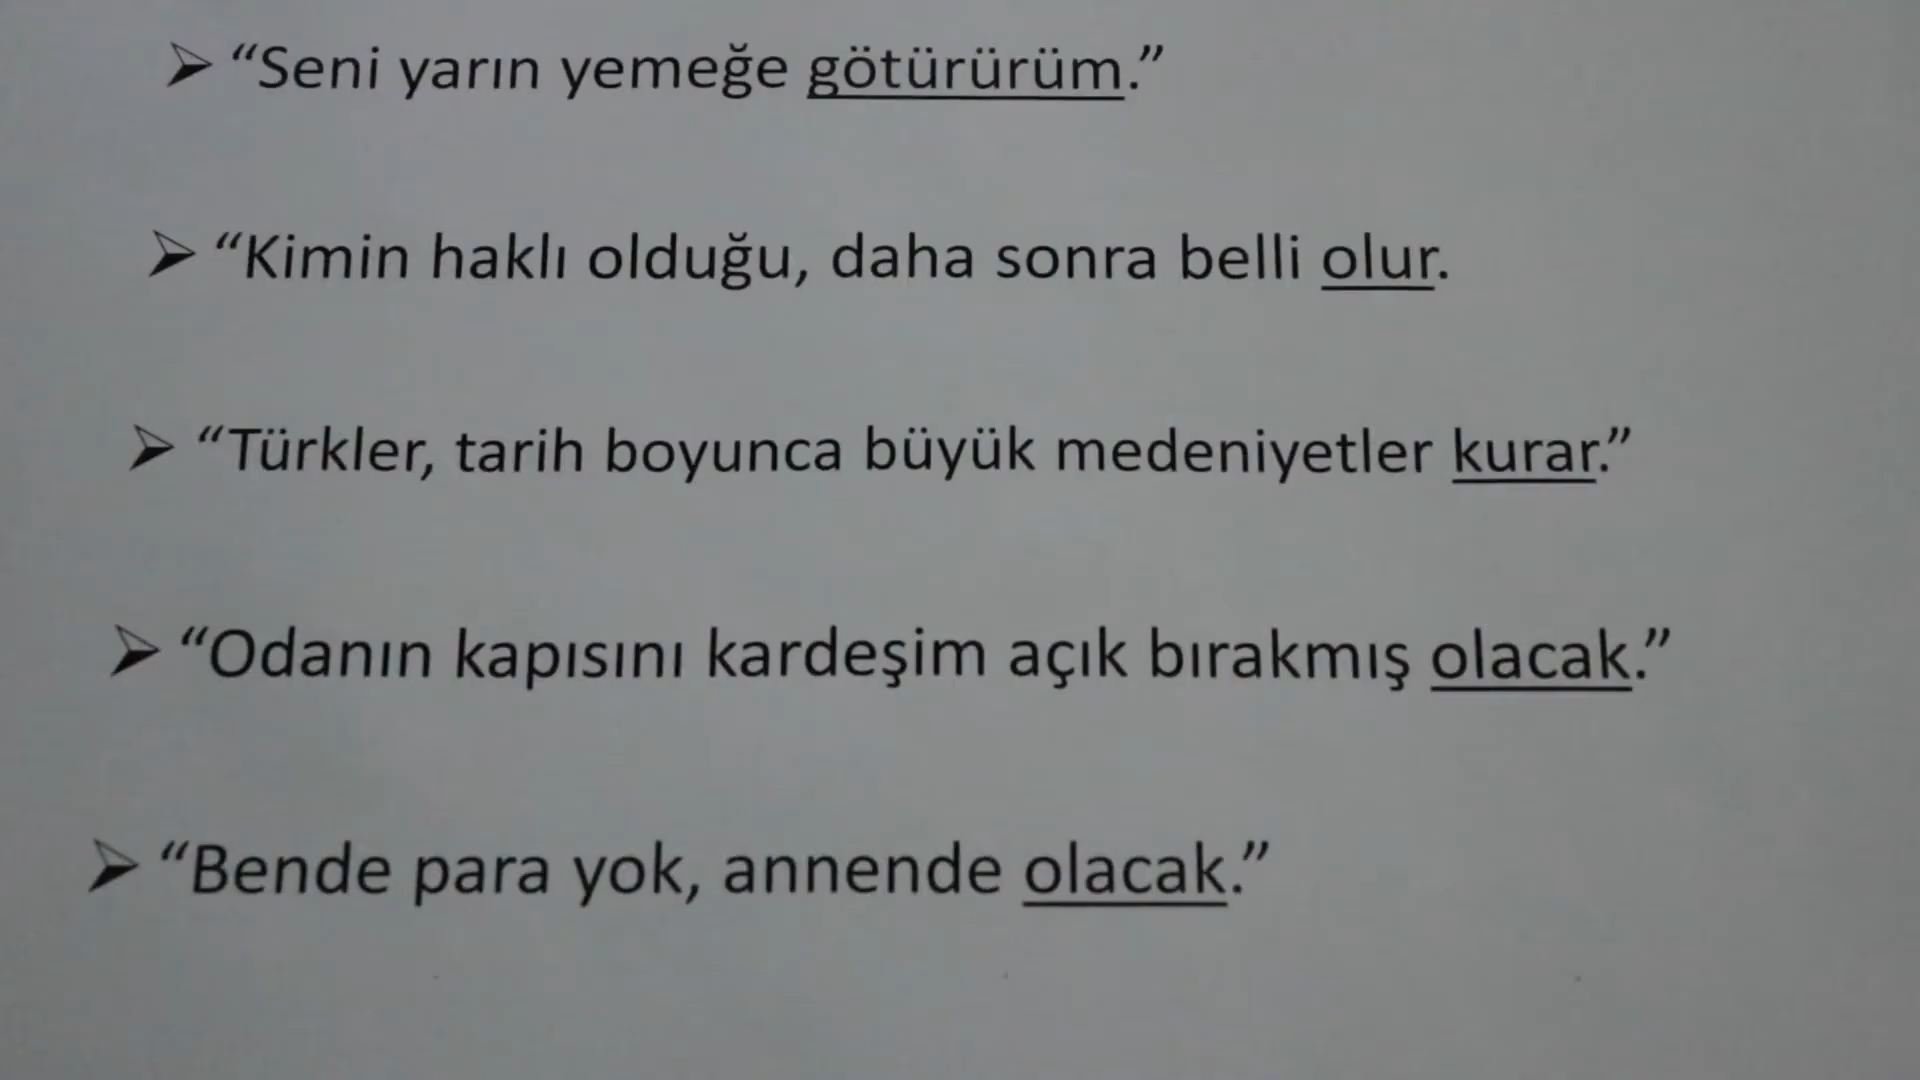 ➢ “Seni yarın yemeğe götürürüm.”
➢ “Kimin haklı olduğu, daha sonra belli olur.
➢ “Türkler, tarih boyunca büyük medeniyetler kurar.”
➢ “Odanın kapısını kardeşim açık bırakmış olacak.”
➢ “Bende para yok, annende olacak.”